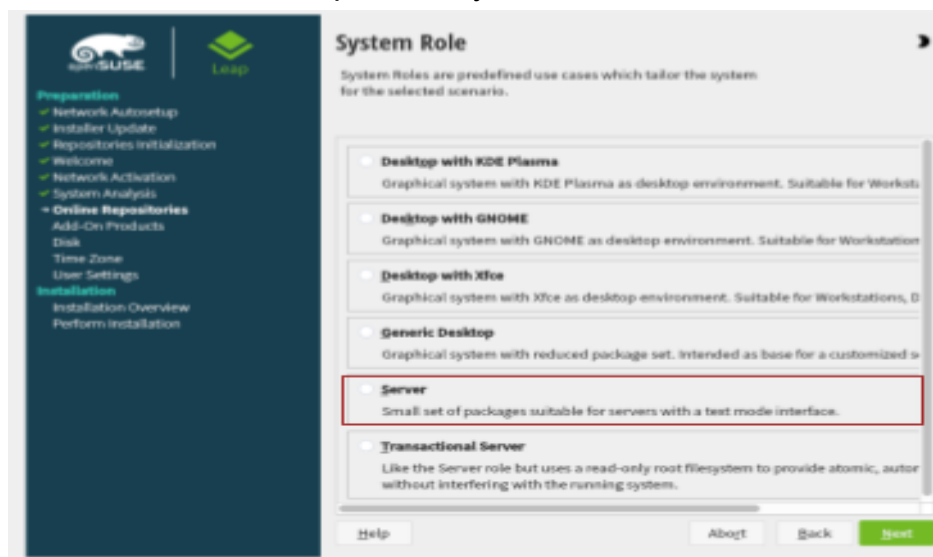 openSUSE
Leap
Preparation
Network Autosetup
Installer Update
Repositories Initialization
Welcome
Network Activation
System Analysis
Online Repositories
Add-On Products
Disk
Time Zone
User Settings
Installation
Installation Overview
Perform Installation
System Role
System Roles are predefined use cases which tailor the system
for the selected scenario.
Desktop with KDE Plasma
Graphical system with KDE Plasma as desktop environment. Suitable for Worksta
Desktop with GNOME
Graphical system with GNOME as desktop environment. Suitable for Workstation
Desktop with Xfce
Graphical system with Xfce as desktop environment. Suitable for Workstations, D
Generic Desktop
Graphical system with reduced package set. Intended as base for a customized s
Server
Small set of packages suitable for servers with a text mode interface.
Transactional Server
Like the Server role but uses a read-only root filesystem to provide atomic, autor
without interfering with the running system.
Help
Abort
Back
Next